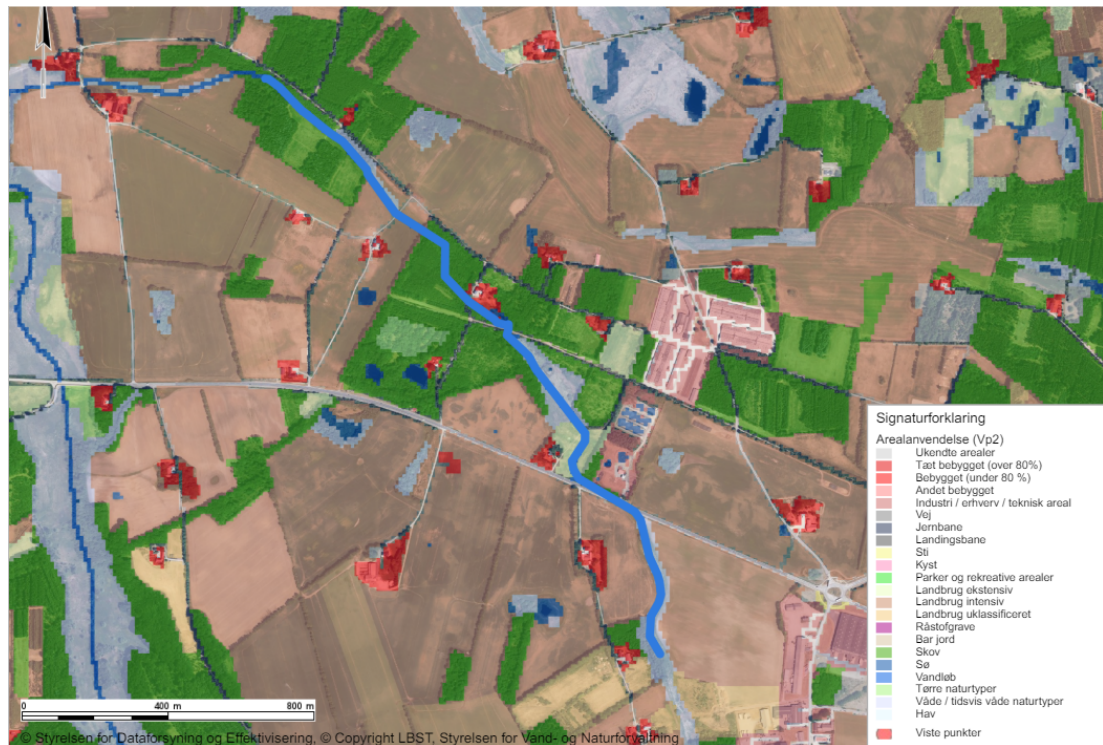 Signaturforklaring
Arealanvendelse (Vp2)
Ukendte arealer
Tæt bebygget (over 80%)
Bebygget (under 80 %)
Andet bebygget
Industri / erhverv / teknisk areal
Vej
Jernbane
Landingsbane
Sti
Kyst
Parker og rekreative arealer
Landbrug ekstensiv
Landbrug intensiv
Landbrug uklassificeret
Råstofgrave
Bar jord
Skov
Sø
Vandløb
Tørre naturtyper
Våde / tidsvis våde naturtyper
Hav
Viste punkter
0 400 m 800 m
© Styrelsen for Dataforsyning og Effektivisering, © Copyright LBST, Styrelsen for Vand- og Naturforvaltning